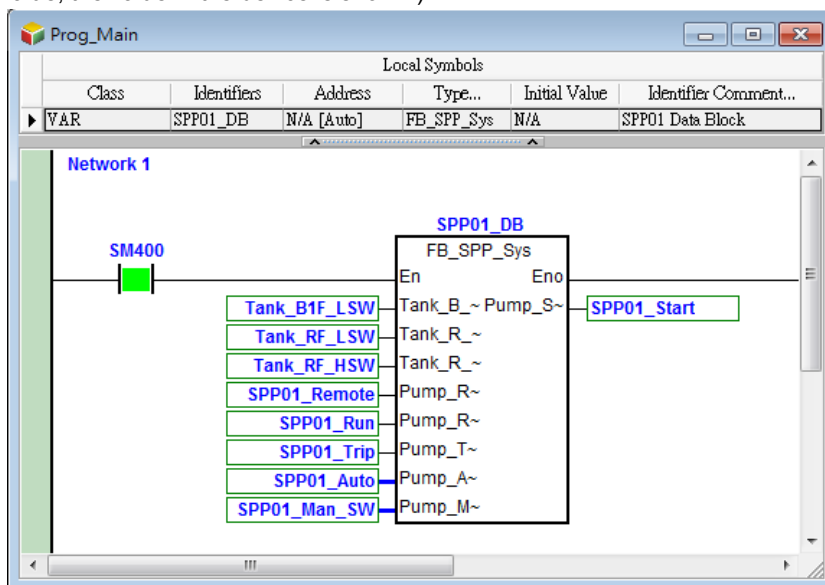 Prog_Main
Local Symbols
Class Identifiers Address Type... Initial Value Identifier Comment...
VAR SPP01_DB N/A [Auto] FB_SPP_Sys N/A SPP01 Data Block
Network 1
SPP01_DB
SM400 FB_SPP_Sys
En Eno
Tank_B1F_LSW Tank_B_~ Pump_S~ SPP01_Start
Tank_RF_LSW Tank_R_~
Tank_RF_HSW Tank_R_~
SPP01_Remote Pump_R~
SPP01_Run Pump_R~
SPP01_Trip Pump_T~
SPP01_Auto Pump_A~
SPP01_Man_SW Pump_M~